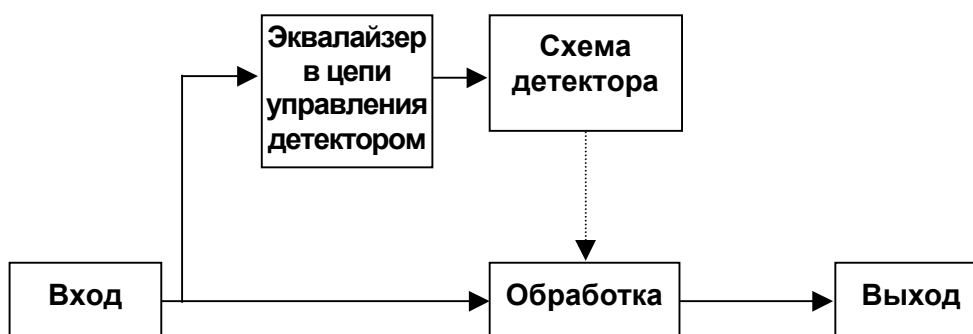 Эквалайзер
в цепи
управления
детектором
Схема
детектора
Вход
Обработка
Выход